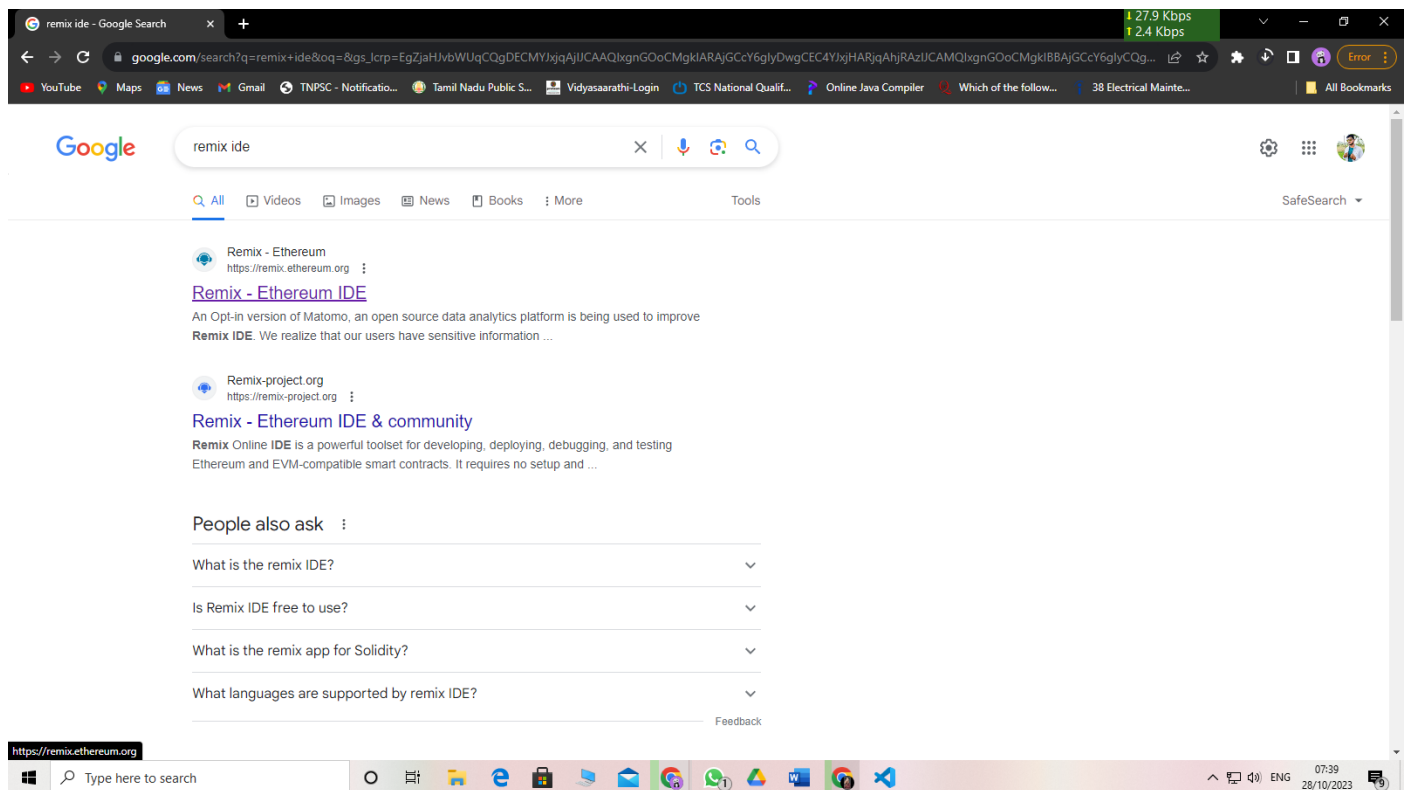 remix ide - Google Search
27.9 Kbps
2.4 Kbps
google.com/search?q=remix+ide&oq=&gs_lcrp=
Error
YouTube Maps News Gmail TNPSC - Notificatio... Tamil Nadu Public S... Vidyasaarathi-Login TCS National Qualif... Online Java Compiler Which of the follow... 38 Electrical Mainte... All Bookmarks
Google remix ide
All Videos Images News Books More Tools SafeSearch
Remix - Ethereum
https://remix.ethereum.org
Remix - Ethereum IDE
An Opt-in version of Matomo, an open source data analytics platform is being used to improve
Remix IDE. We realize that our users have sensitive information ...
Remix-project.org
https://remix-project.org
Remix - Ethereum IDE & community
Remix Online IDE is a powerful toolset for developing, deploying, debugging, and testing
Ethereum and EVM-compatible smart contracts. It requires no setup and ...
People also ask
What is the remix IDE?
Is Remix IDE free to use?
What is the remix app for Solidity?
What languages are supported by remix IDE?
Feedback
https://remix.ethereum.org
Type here to search
ENG
07:39
28/10/2023